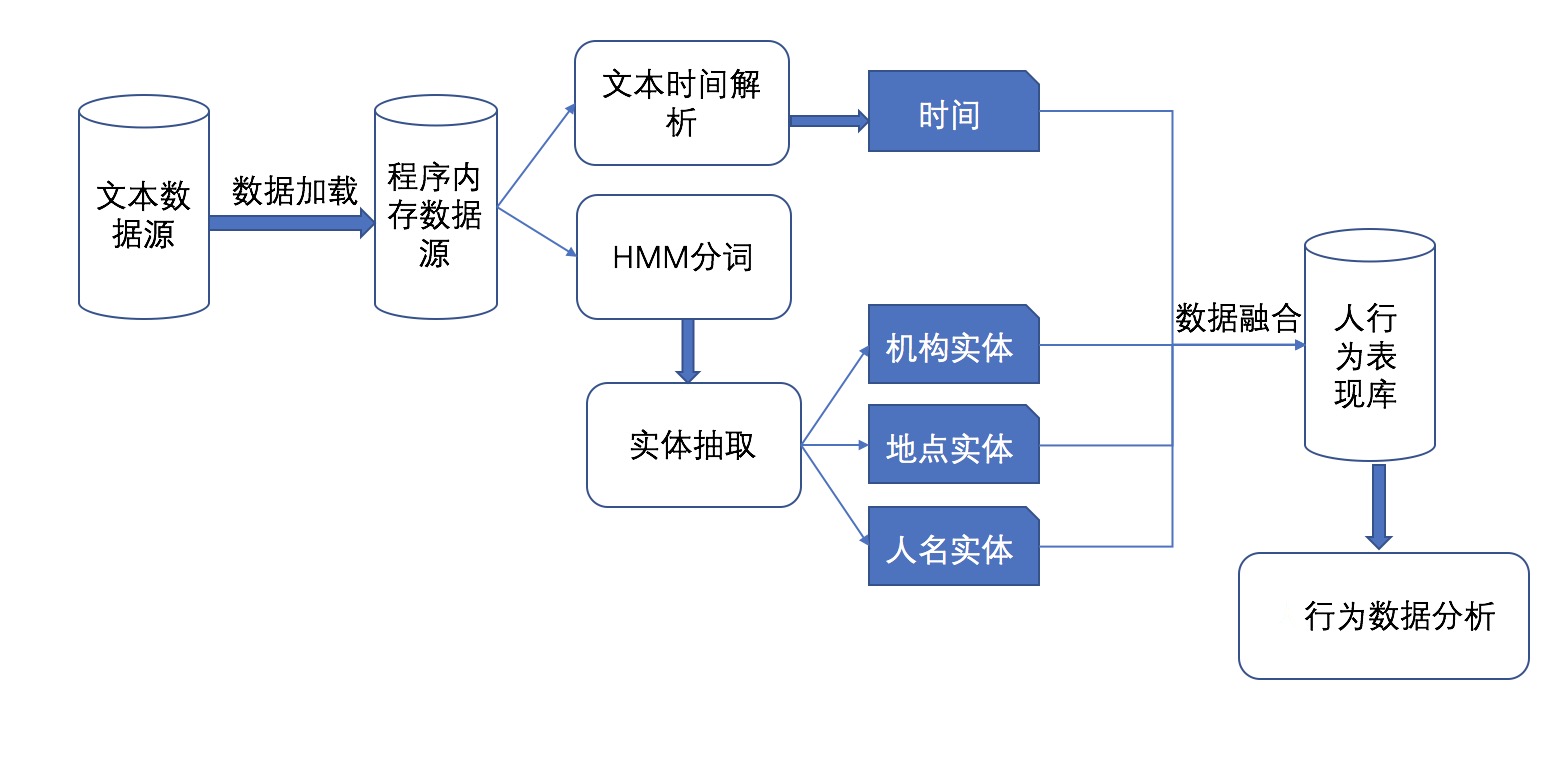 文本数
据源
数据加载
程序内
存数据
源
文本时间解
析
时间
HMM分词
实体抽取
机构实体
地点实体
人名实体
数据融合
人行
为表
现库
行为数据分析